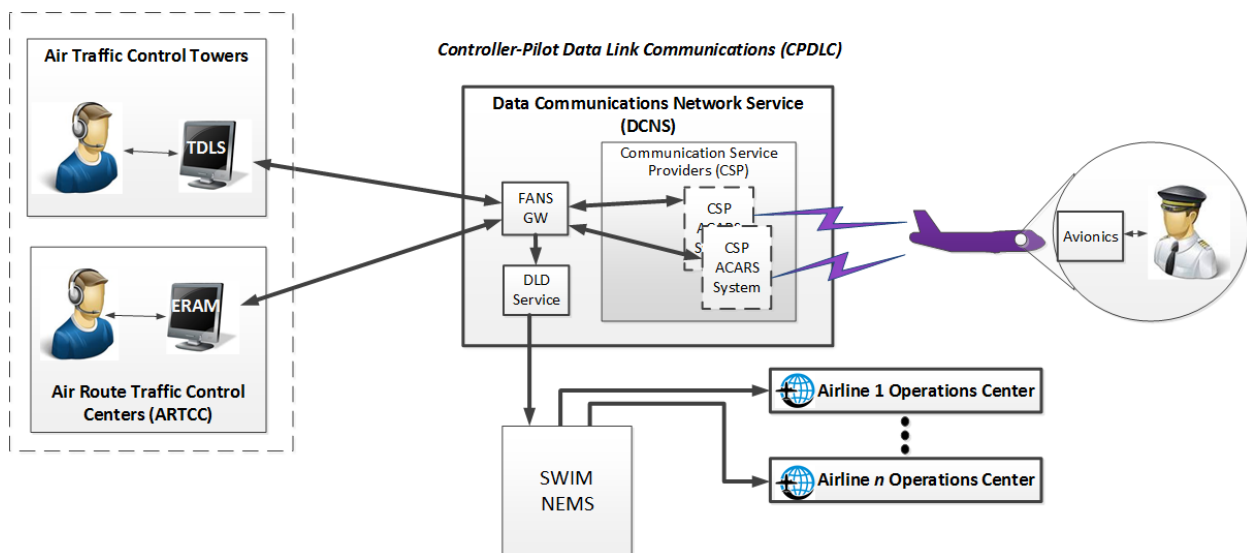 Air Traffic Control Towers
TDLS
ERAM
Air Route Traffic Control
Centers (ARTCC)
Controller-Pilot Data Link Communications (CPDLC)
Data Communications Network Service
(DCNS)
Communication Service
Providers (CSP)
FANS
GW
CSP
ACARS
S
CSP
ACARS
System
DLD
Service
Avionics
SWIM
NEMS
Airline 1 Operations Center
Airline n Operations Center